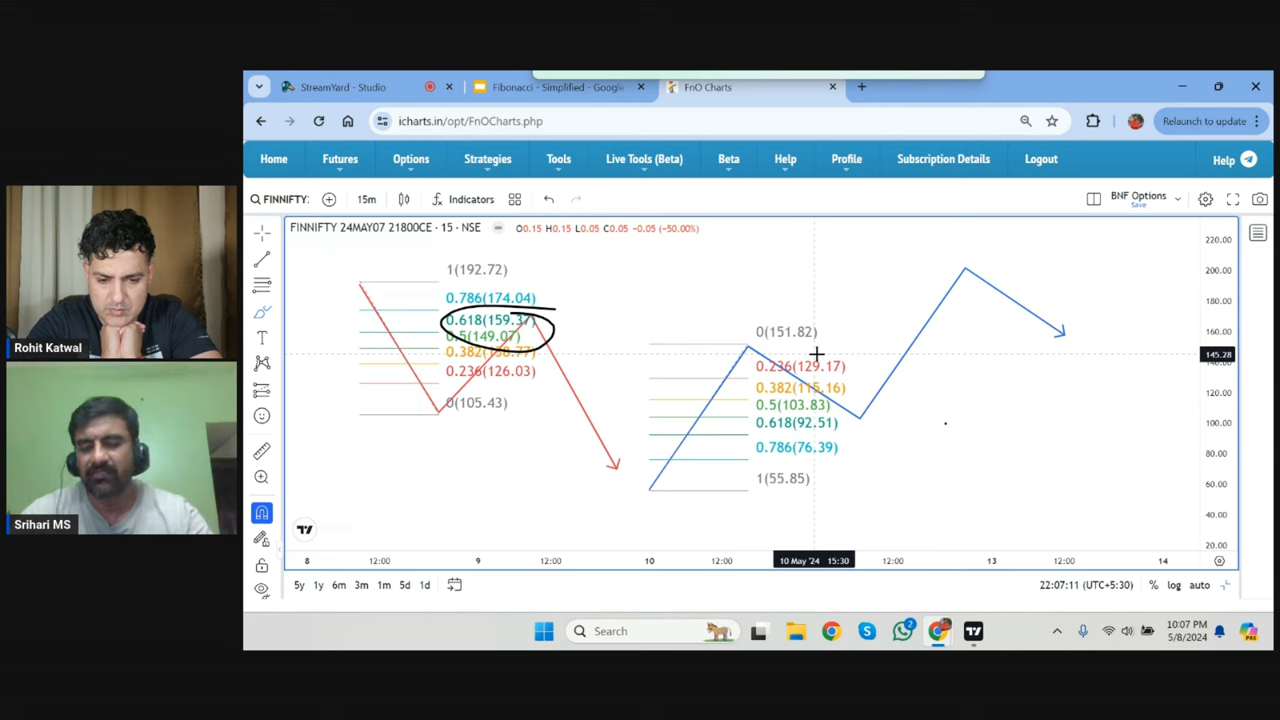 StreamYard - Studio
Fibonacci - Simplified - Google
FnO Charts
icharts.in/opt/FnOCharts.php
Relaunch to update
Home Futures Options Strategies Tools Live Tools (Beta) Beta Help Profile Subscription Details Logout Help
FINNIFTY: 15m Indicators BNF Options
Save
FINNIFTY 24MAY07 21800CE · 15 · NSE O0.15 H0.15 L0.05 C0.05 -0.05 (-50.00%)
1(192.72)
0.786(174.04)
0.618(159.37)
0.5(149.07)
0.382(138.77)
0.236(126.03)
0(105.43)
0(151.82)
0.236(129.17)
0.382(115.16)
0.5(103.83)
0.618(92.51)
0.786(76.39)
1(55.85)
220.00
200.00
180.00
160.00
145.28
140.00
120.00
100.00
80.00
60.00
40.00
20.00
8 12:00 9 12:00 10 12:00 10 May '24 15:30 12:00 13 12:00 14
5y 1y 6m 3m 1m 5d 1d 22:07:11 (UTC+5:30) % log auto
Search
2
PRE
10:07 PM
5/8/2024
Rohit Katwal
Srihari MS